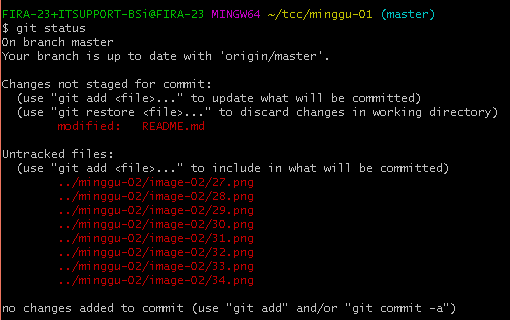 FIRA-23+ITSUPPORT-BSi@FIRA-23 MINGW64 ~/tcc/minggu-01 (master)
$ git status
On branch master
Your branch is up to date with 'origin/master'.
Changes not staged for commit:
(use "git add <file>..." to update what will be committed)
(use "git restore <file>..." to discard changes in working directory)
modified: README.md
Untracked files:
(use "git add <file>..." to include in what will be committed)
../minggu-02/image-02/27.png
../minggu-02/image-02/28.png
../minggu-02/image-02/29.png
../minggu-02/image-02/30.png
../minggu-02/image-02/31.png
../minggu-02/image-02/32.png
../minggu-02/image-02/33.png
../minggu-02/image-02/34.png
no changes added to commit (use "git add" and/or "git commit -a")